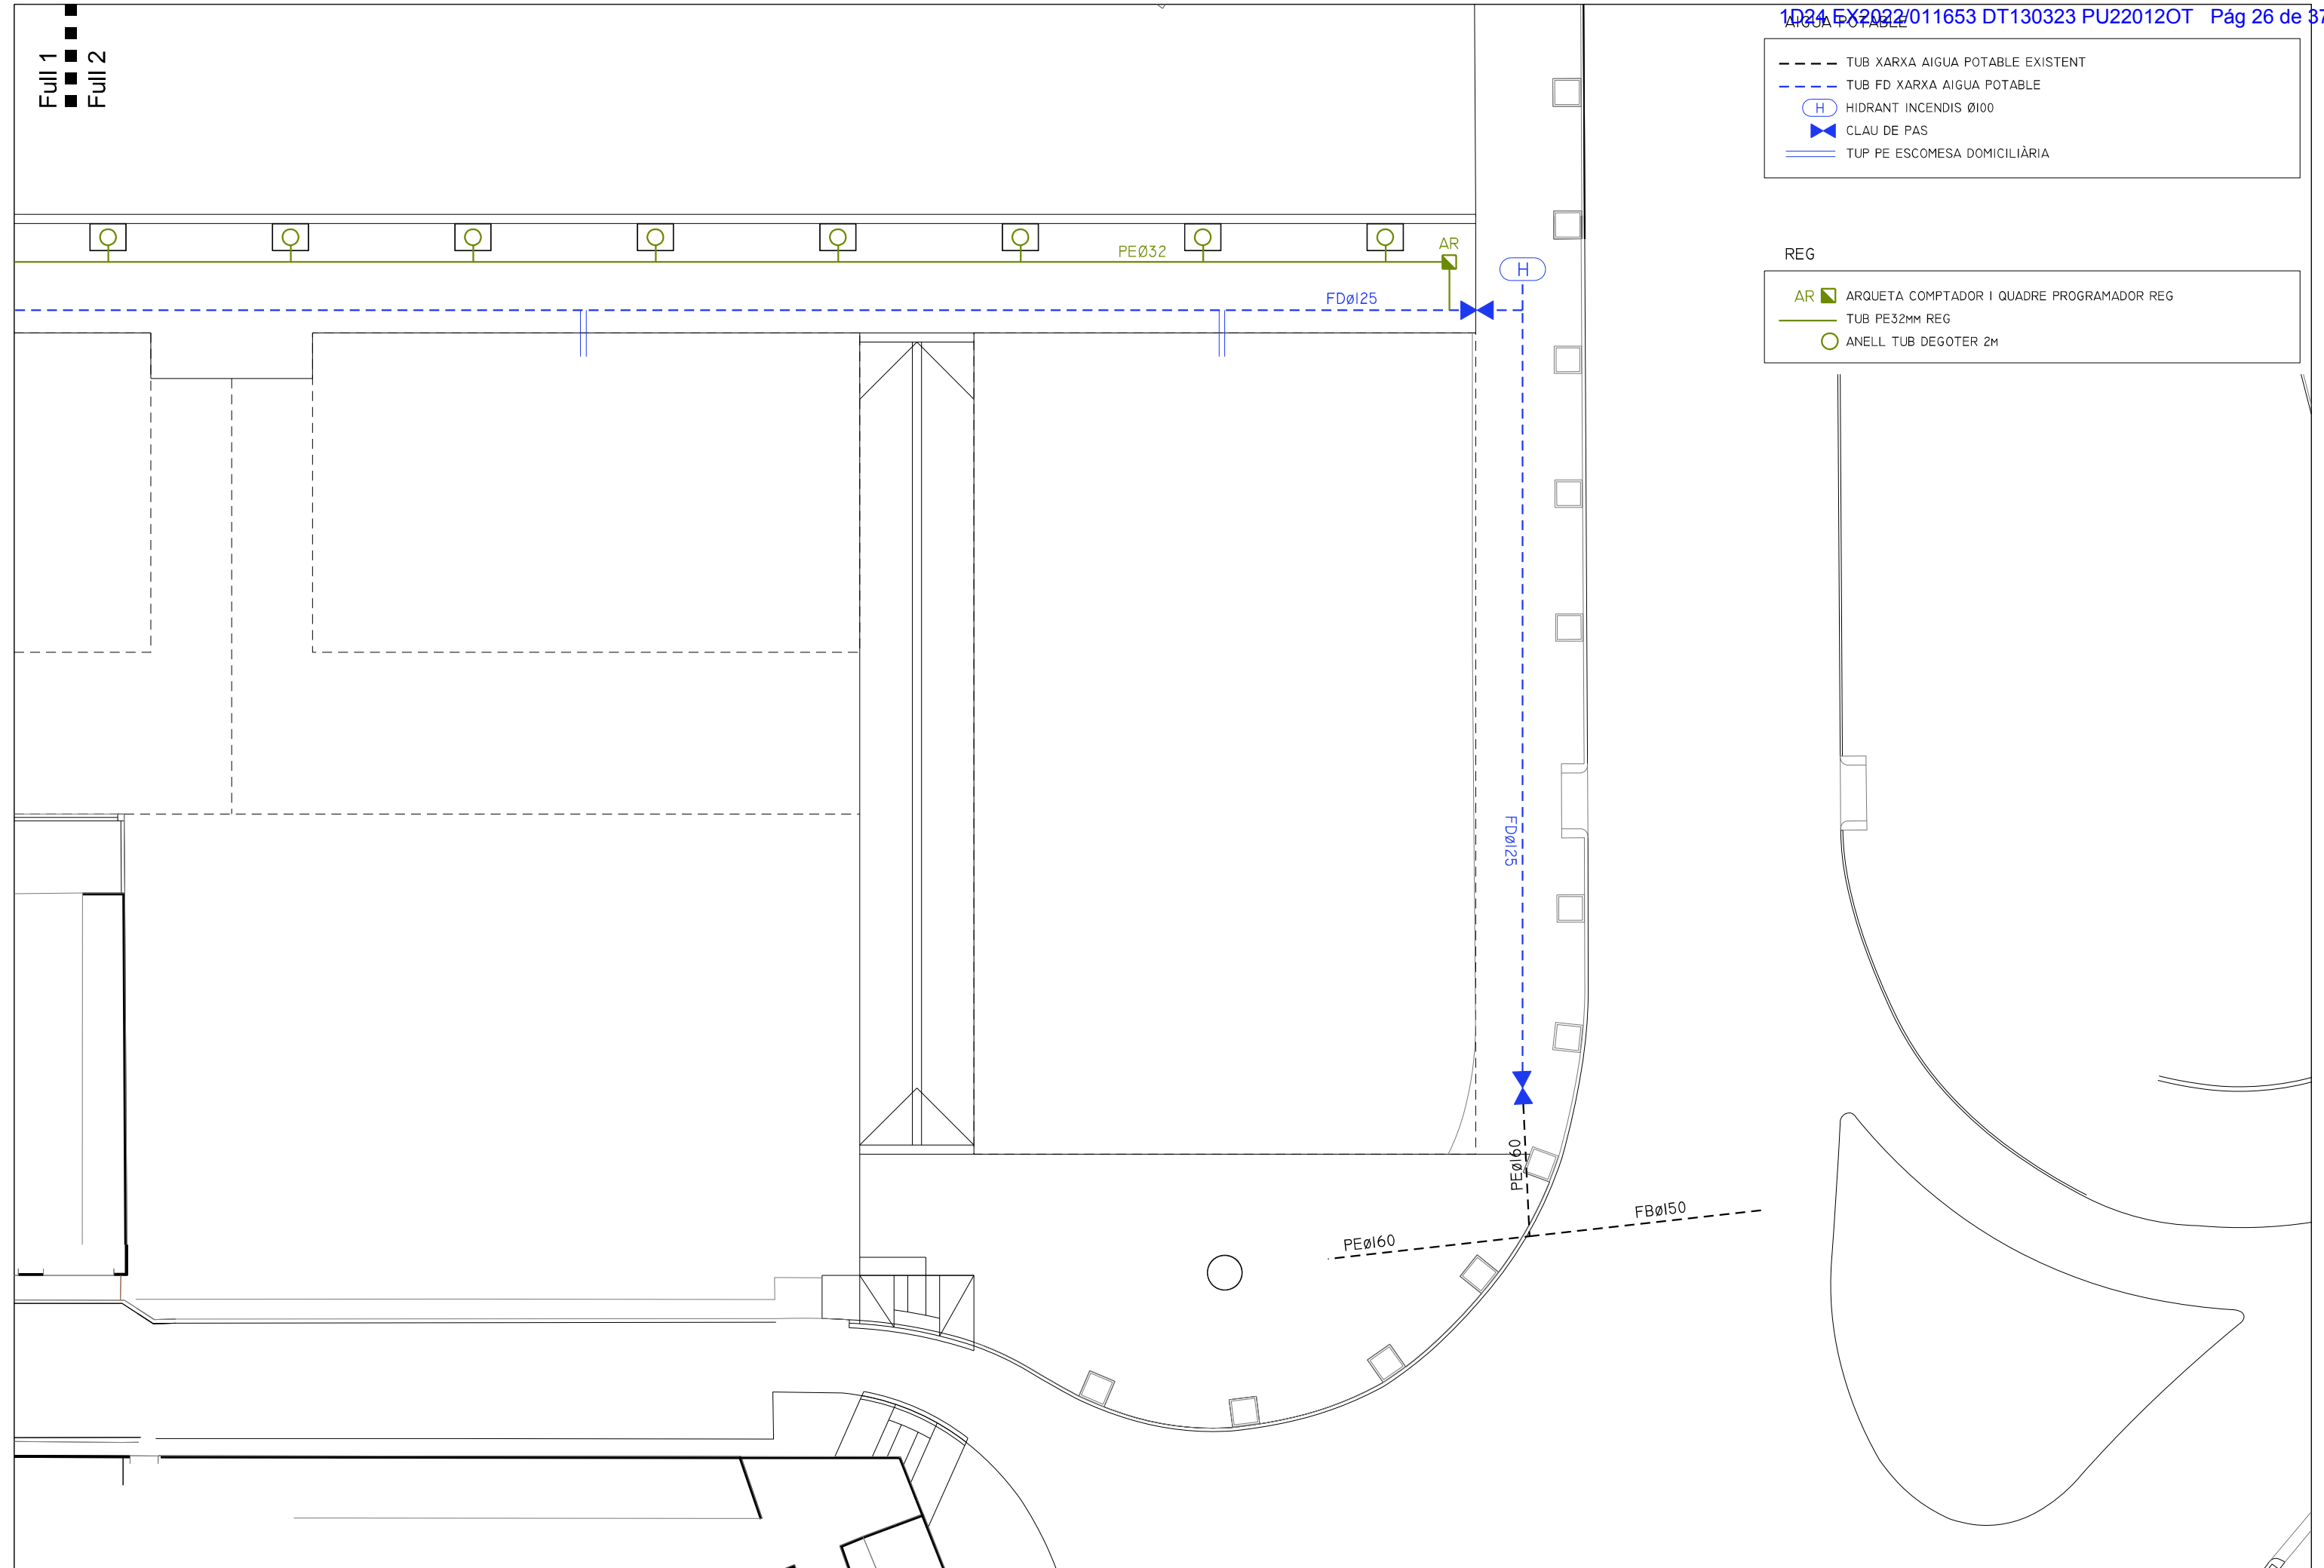 1D24 EX2022/011653 DT130323 PU22012OT Pág 26 de 37
AIGUA POTABLE
TUB XARXA AIGUA POTABLE EXISTENT
TUB FD XARXA AIGUA POTABLE
H HIDRANT INCENDIS Ø100
CLAU DE PAS
TUP PE ESCOMESA DOMICILIÀRIA
REG
AR ARQUETA COMPTADOR I QUADRE PROGRAMADOR REG
TUB PE32MM REG
ANELL TUB DEGOTER 2M
Full 1
Full 2
PEØ32
AR
H
FDø125
FDø125
PEø160
PEø160
FBø150